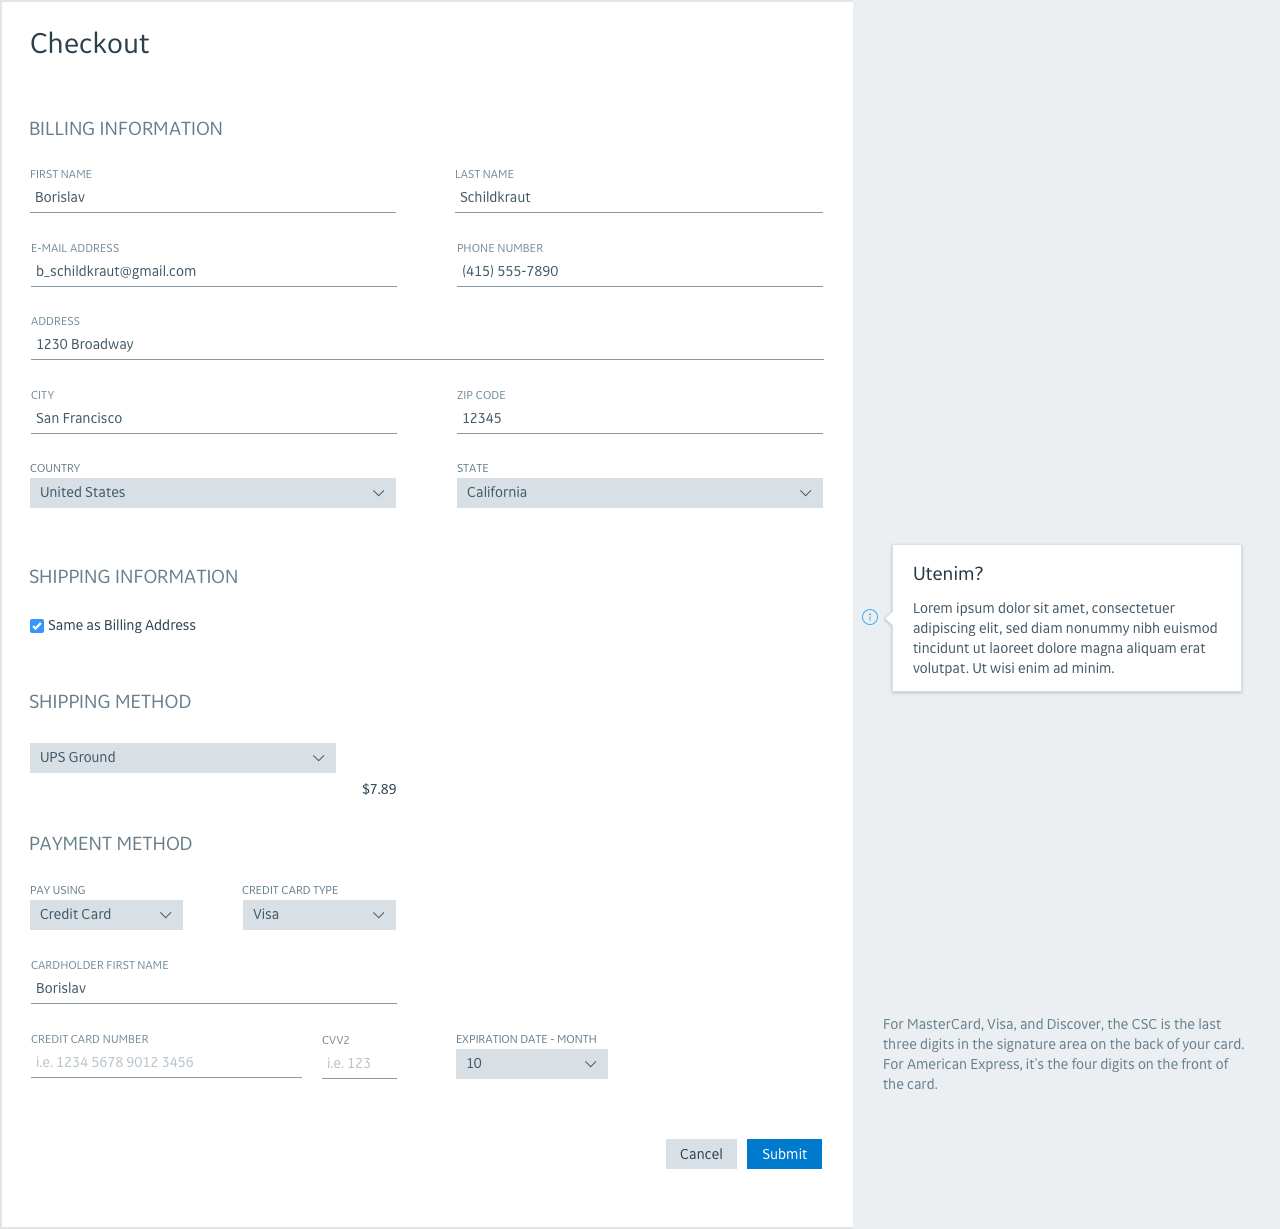 Checkout
BILLING INFORMATION
FIRST NAME
Borislav
LAST NAME
Schildkraut
E-MAIL ADDRESS
b_schildkraut@gmail.com
PHONE NUMBER
(415) 555-7890
ADDRESS
1230 Broadway
CITY
San Francisco
ZIP CODE
12345
COUNTRY
United States
STATE
California
SHIPPING INFORMATION
Same as Billing Address
Utenim?
Lorem ipsum dolor sit amet, consectetuer
adipiscing elit, sed diam nonummy nibh euismod
tincidunt ut laoreet dolore magna aliquam erat
volutpat. Ut wisi enim ad minim.
SHIPPING METHOD
UPS Ground
$7.89
PAYMENT METHOD
PAY USING
Credit Card
CREDIT CARD TYPE
Visa
CARDHOLDER FIRST NAME
Borislav
CREDIT CARD NUMBER
i.e. 1234 5678 9012 3456
CVV2
i.e. 123
EXPIRATION DATE - MONTH
10
For MasterCard, Visa, and Discover, the CSC is the last
three digits in the signature area on the back of your card.
For American Express, it's the four digits on the front of
the card.
Cancel
Submit